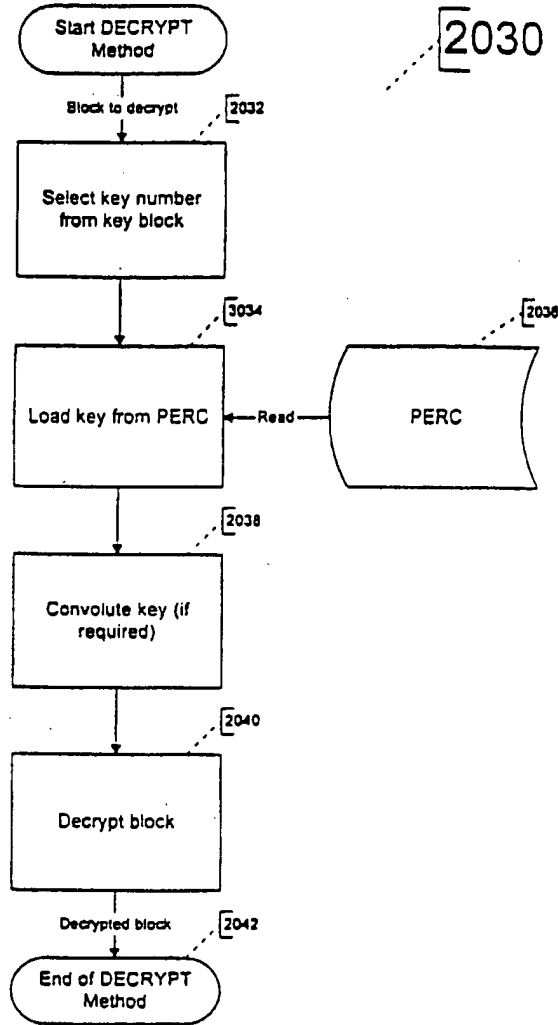 Start DECRYPT
Method
2030
Block to decrypt
2032
Select key number
from key block
3034
2036
Load key from PERC
Read
PERC
2038
Convolute key (if
required)
2040
Decrypt block
Decrypted block
2042
End of DECRYPT
Method